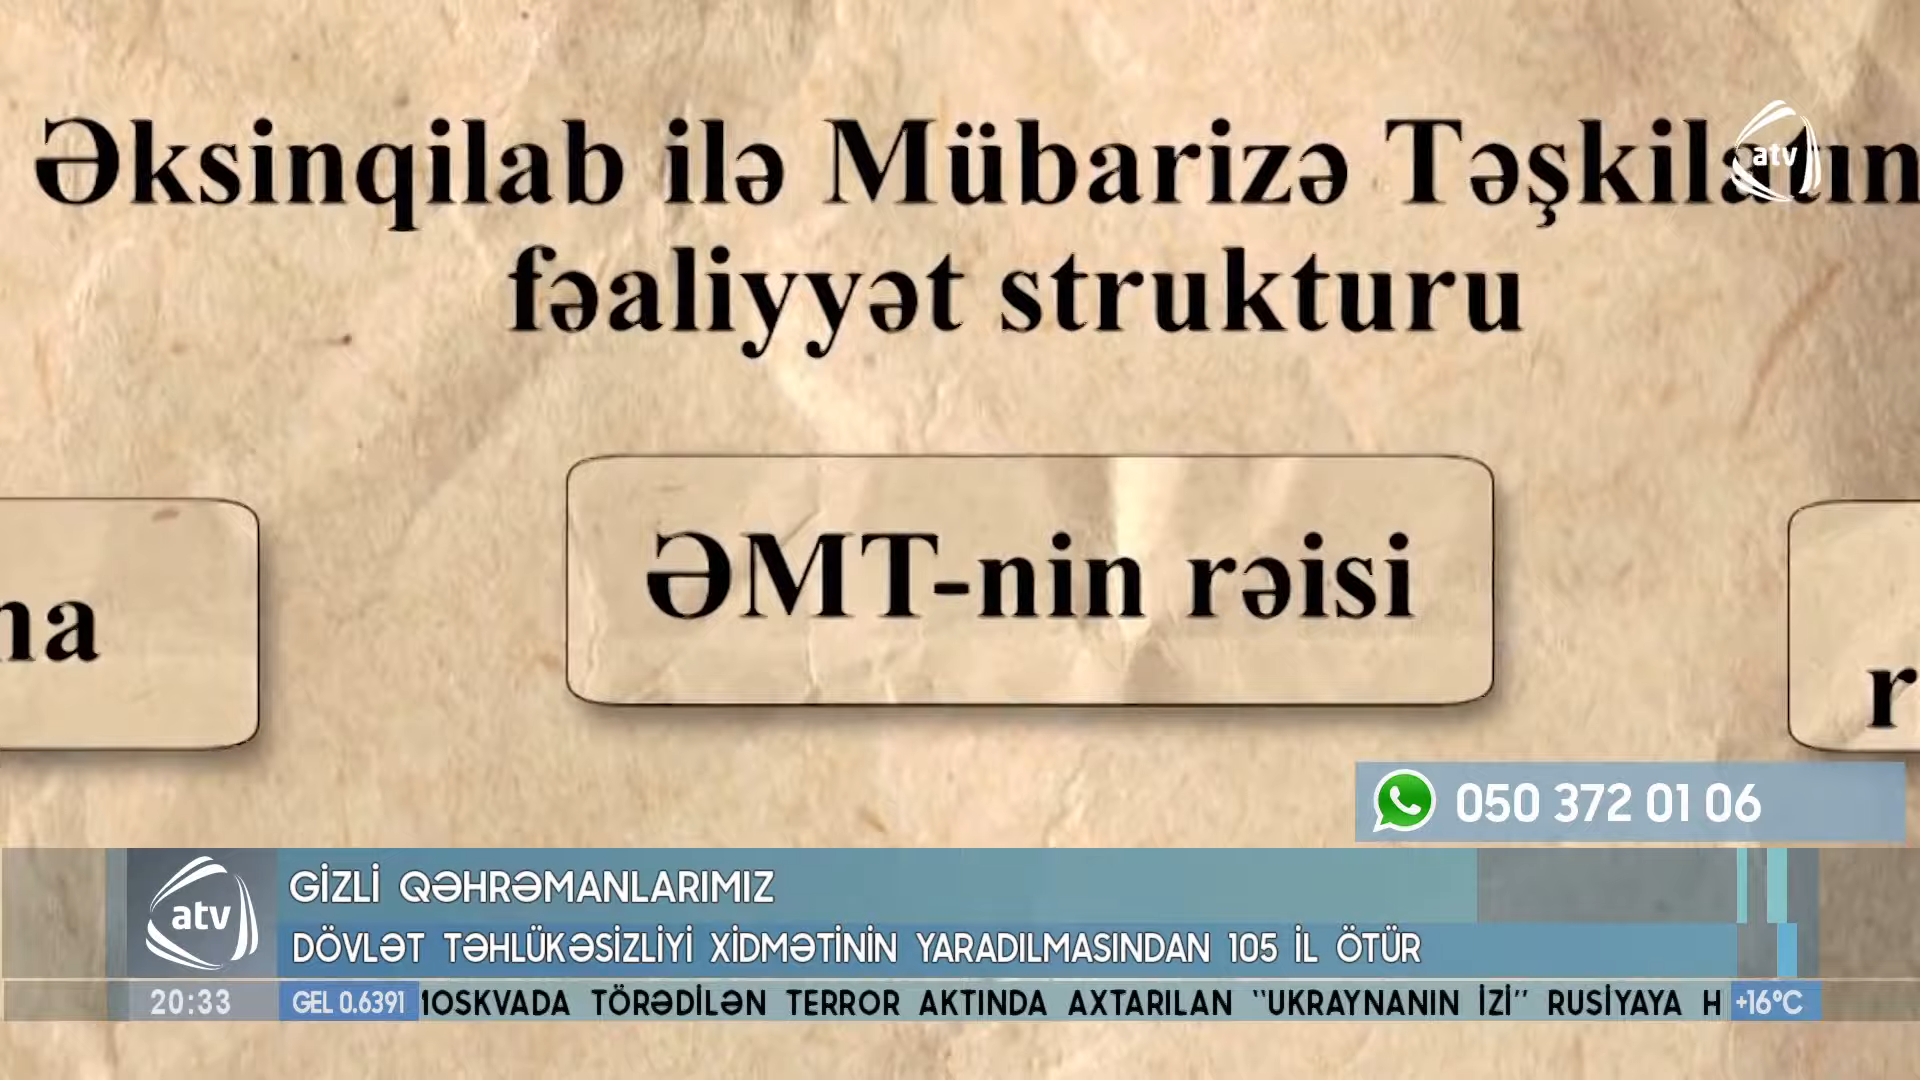 Əksinqilab ilə Mübarizə Təşkilatın
fəaliyyət strukturu
atv
ƏMT-nin rəisi
050 372 01 06
atv
GİZLİ QƏHRƏMANLARIMIZ
DÖVLƏT TƏHLÜKƏSİZLİYİ XİDMƏTİNİN YARADILMASINDAN 105 İL ÖTÜR
20:33
GEL 0.6391
MOSKVADA TÖRƏDİLƏN TERROR AKTINDA AXTARILAN "UKRAYNANIN İZİ" RUSİYAYA H
+16°C